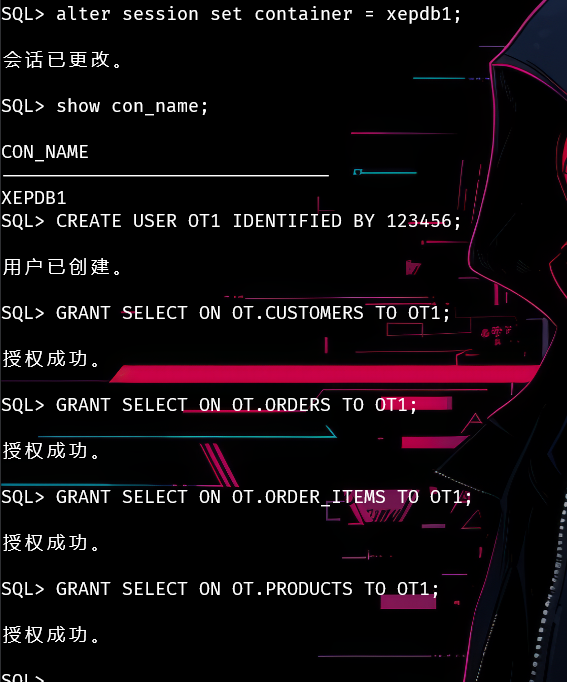 SQL> alter session set container = xepdb1;
会话已更改。
SQL> show con_name;
CON_NAME
------------------------------
XEPDB1
SQL> CREATE USER OT1 IDENTIFIED BY 123456;
用户已创建。
SQL> GRANT SELECT ON OT.CUSTOMERS TO OT1;
授权成功。
SQL> GRANT SELECT ON OT.ORDERS TO OT1;
授权成功。
SQL> GRANT SELECT ON OT.ORDER_ITEMS TO OT1;
授权成功。
SQL> GRANT SELECT ON OT.PRODUCTS TO OT1;
授权成功。
SQL>